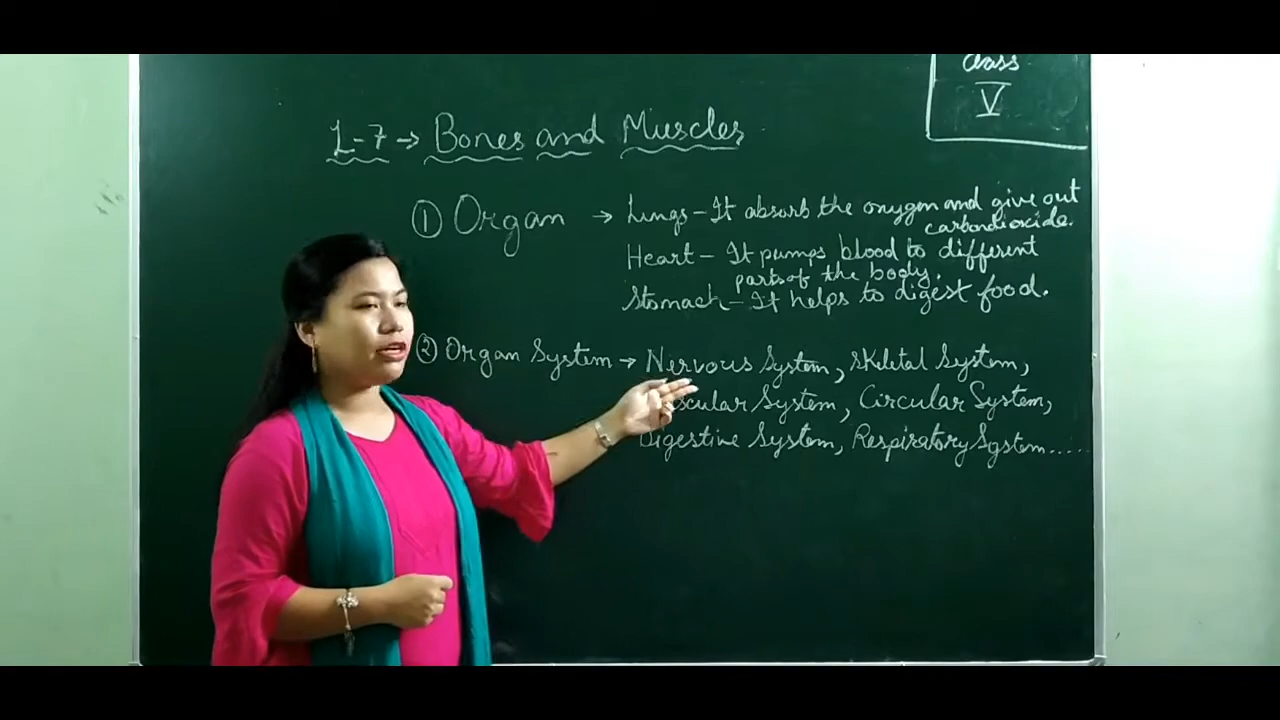 Class
V
L-7 → Bones and Muscles
① Organ → Lungs - It absorb the oxygen and give out
carbondioxide.
Heart - It pumps blood to different
parts of the body.
Stomach - It helps to digest food.
② Organ System → Nervous System, Skeletal System,
System, Circular System,
Digestive System, Respiratory System.....